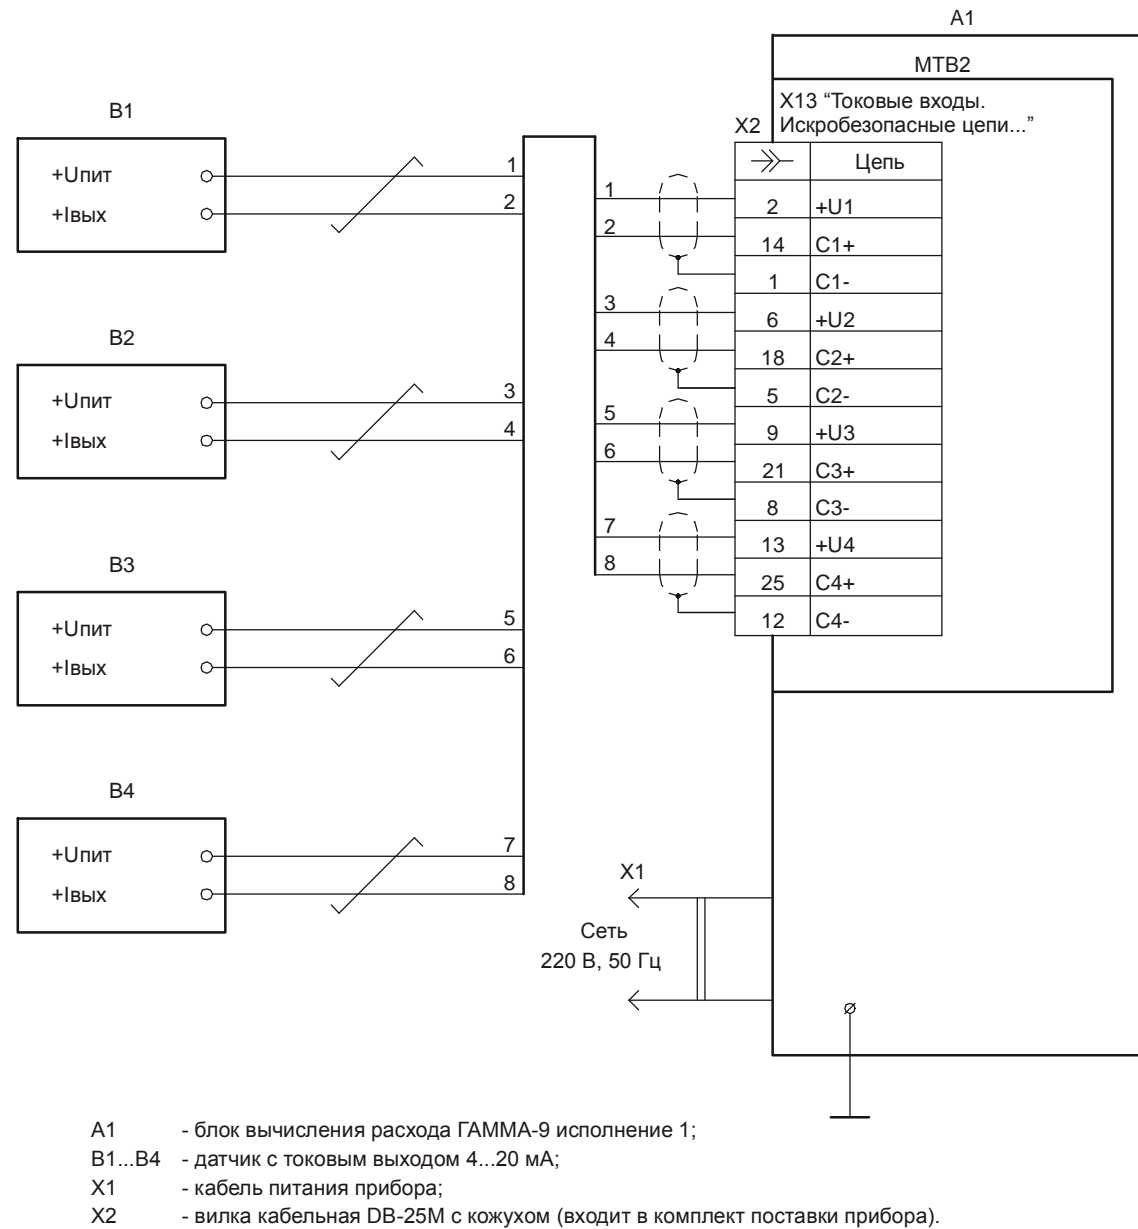 A1
МТВ2
X13 “Токовые входы.
Искробезопасные цепи...”
X2
Цепь
B1
+Uпит
+Iвых
1
2
B2
+Uпит
+Iвых
3
4
B3
+Uпит
+Iвых
5
6
B4
+Uпит
+Iвых
7
8
1
2
3
4
5
6
7
8
2 +U1
14 C1+
1 C1-
6 +U2
18 C2+
5 C2-
9 +U3
21 C3+
8 C3-
13 +U4
25 C4+
12 C4-
X1
Сеть
220 В, 50 Гц
A1 - блок вычисления расхода ГАММА-9 исполнение 1;
B1...B4 - датчик с токовым выходом 4...20 мА;
X1 - кабель питания прибора;
X2 - вилка кабельная DB-25M с кожухом (входит в комплект поставки прибора).